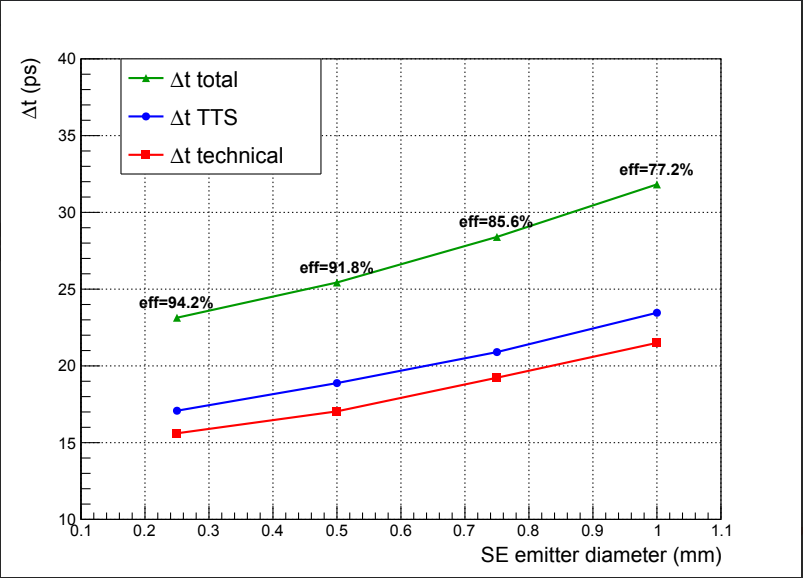 Δt (ps)
40
35
30
25
20
15
10
Δt total
Δt TTS
Δt technical
eff=94.2%
eff=91.8%
eff=85.6%
eff=77.2%
0.1 0.2 0.3 0.4 0.5 0.6 0.7 0.8 0.9 1 1.1
SE emitter diameter (mm)